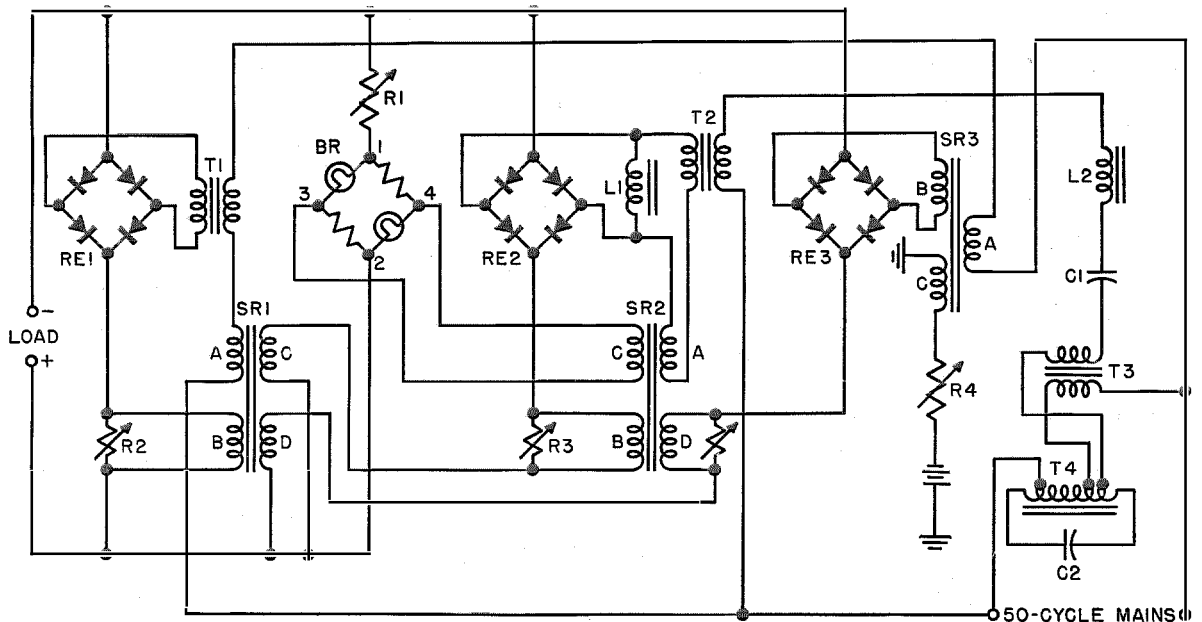 R1
T2
BR
1
SR3
T1
3
4
L1
B
L2
RE1
2
RE2
RE3
A
C
C1
-
LOAD
+
SR1
A
C
SR2
C
A
R4
T3
R2
B
D
R3
B
D
T4
C2
50-CYCLE MAINS